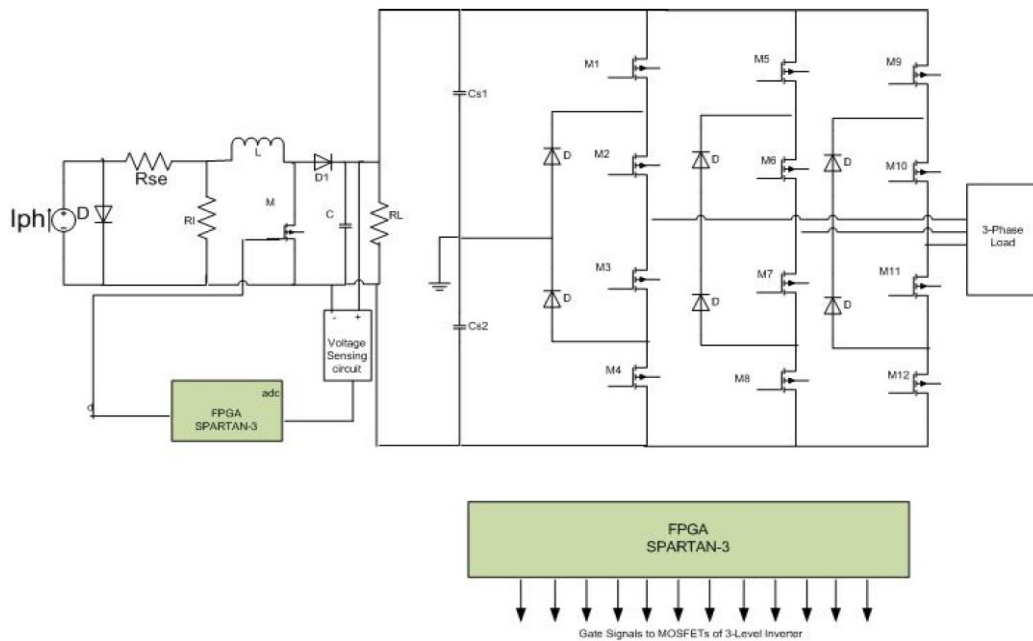 Iphj
D
Rse
RI
L
M
D1
C
RL
d
adc
FPGA
SPARTAN-3
- +
Voltage
Sensing
circuit
Cs1
Cs2
D
D
M1
M2
M3
M4
D
D
M5
M6
M7
M8
D
D
M9
M10
M11
M12
3-Phase
Load
FPGA
SPARTAN-3
Gate Signals to MOSFETs of 3-Level Inverter